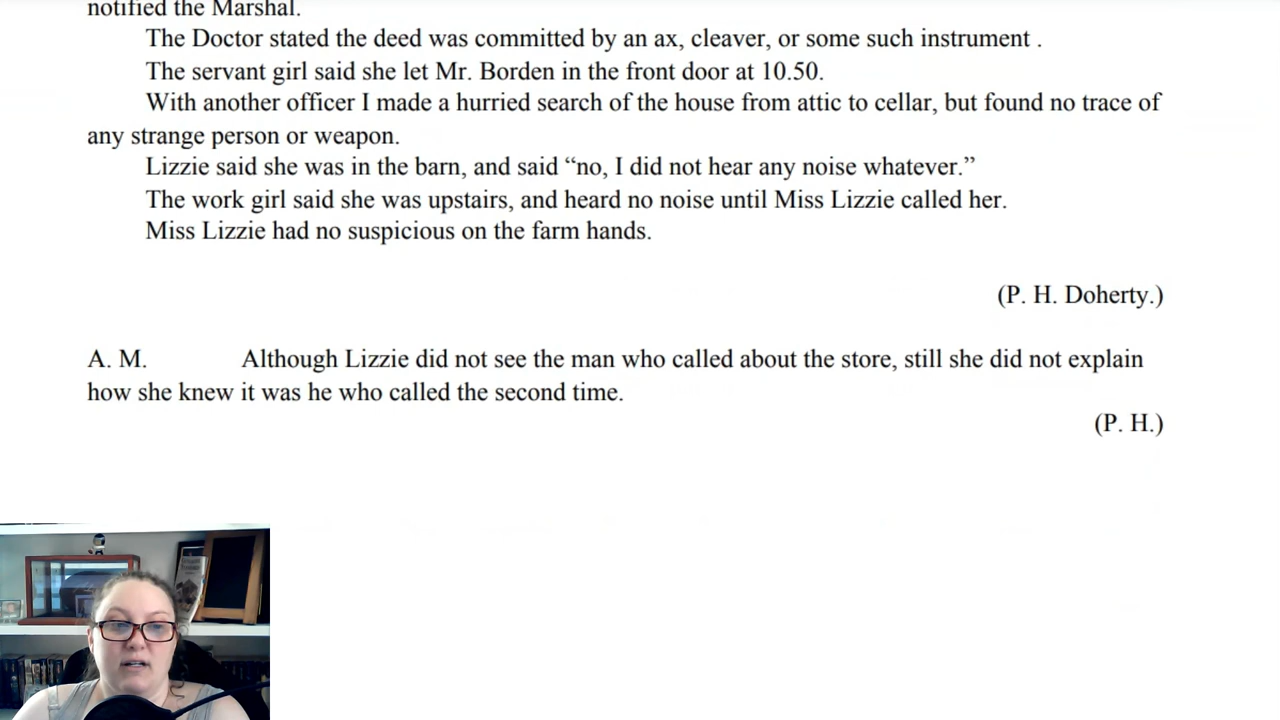 notified the Marshal.
The Doctor stated the deed was committed by an ax, cleaver, or some such instrument .
The servant girl said she let Mr. Borden in the front door at 10.50.
With another officer I made a hurried search of the house from attic to cellar, but found no trace of
any strange person or weapon.
Lizzie said she was in the barn, and said “no, I did not hear any noise whatever.”
The work girl said she was upstairs, and heard no noise until Miss Lizzie called her.
Miss Lizzie had no suspicious on the farm hands.
(P. H. Doherty.)
A. M. Although Lizzie did not see the man who called about the store, still she did not explain
how she knew it was he who called the second time.
(P. H.)